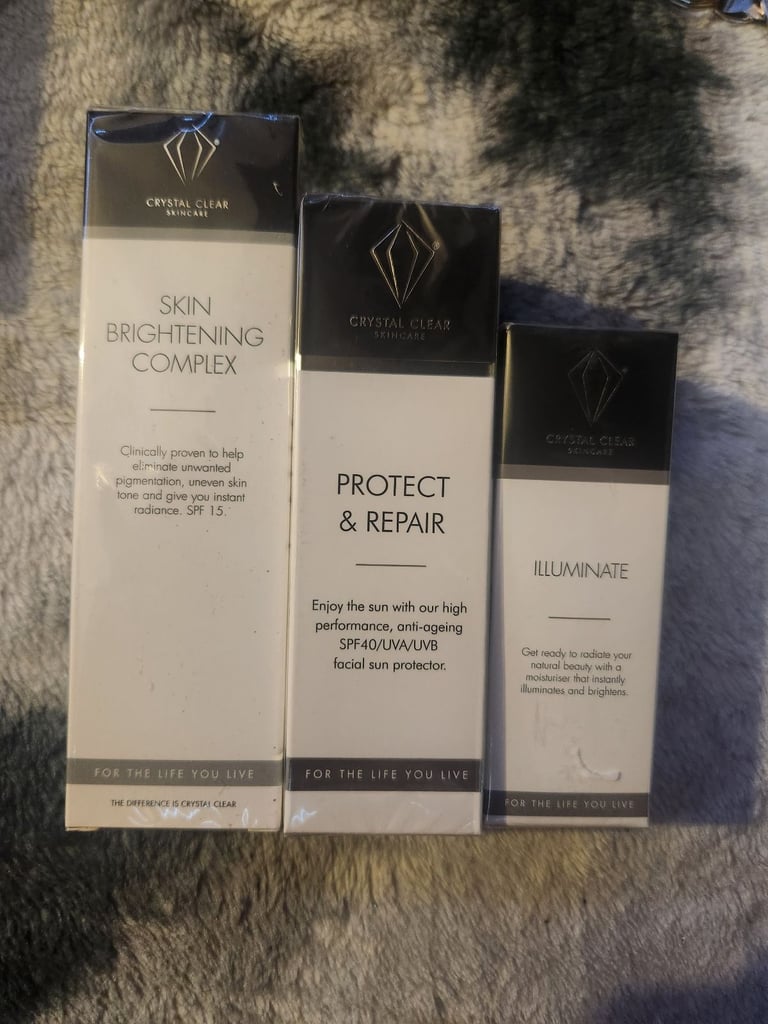 CRYSTAL CLEAR
SKINCARE
SKIN
BRIGHTENING
COMPLEX
Clinically proven to help
eliminate unwanted
pigmentation, uneven skin
tone and give you instant
radiance. SPF 15.
FOR THE LIFE YOU LIVE
THE DIFFERENCE IS CRYSTAL CLEAR
CRYSTAL CLEAR
SKINCARE
PROTECT
& REPAIR
Enjoy the sun with our high
performance, anti-ageing
SPF40/UVA/UVB
facial sun protector.
FOR THE LIFE YOU LIVE
CRYSTAL CLEAR
SKINCARE
ILLUMINATE
Get ready to radiate your
natural beauty with a
moisturiser that instantly
illuminates and brightens.
FOR THE LIFE YOU LIVE